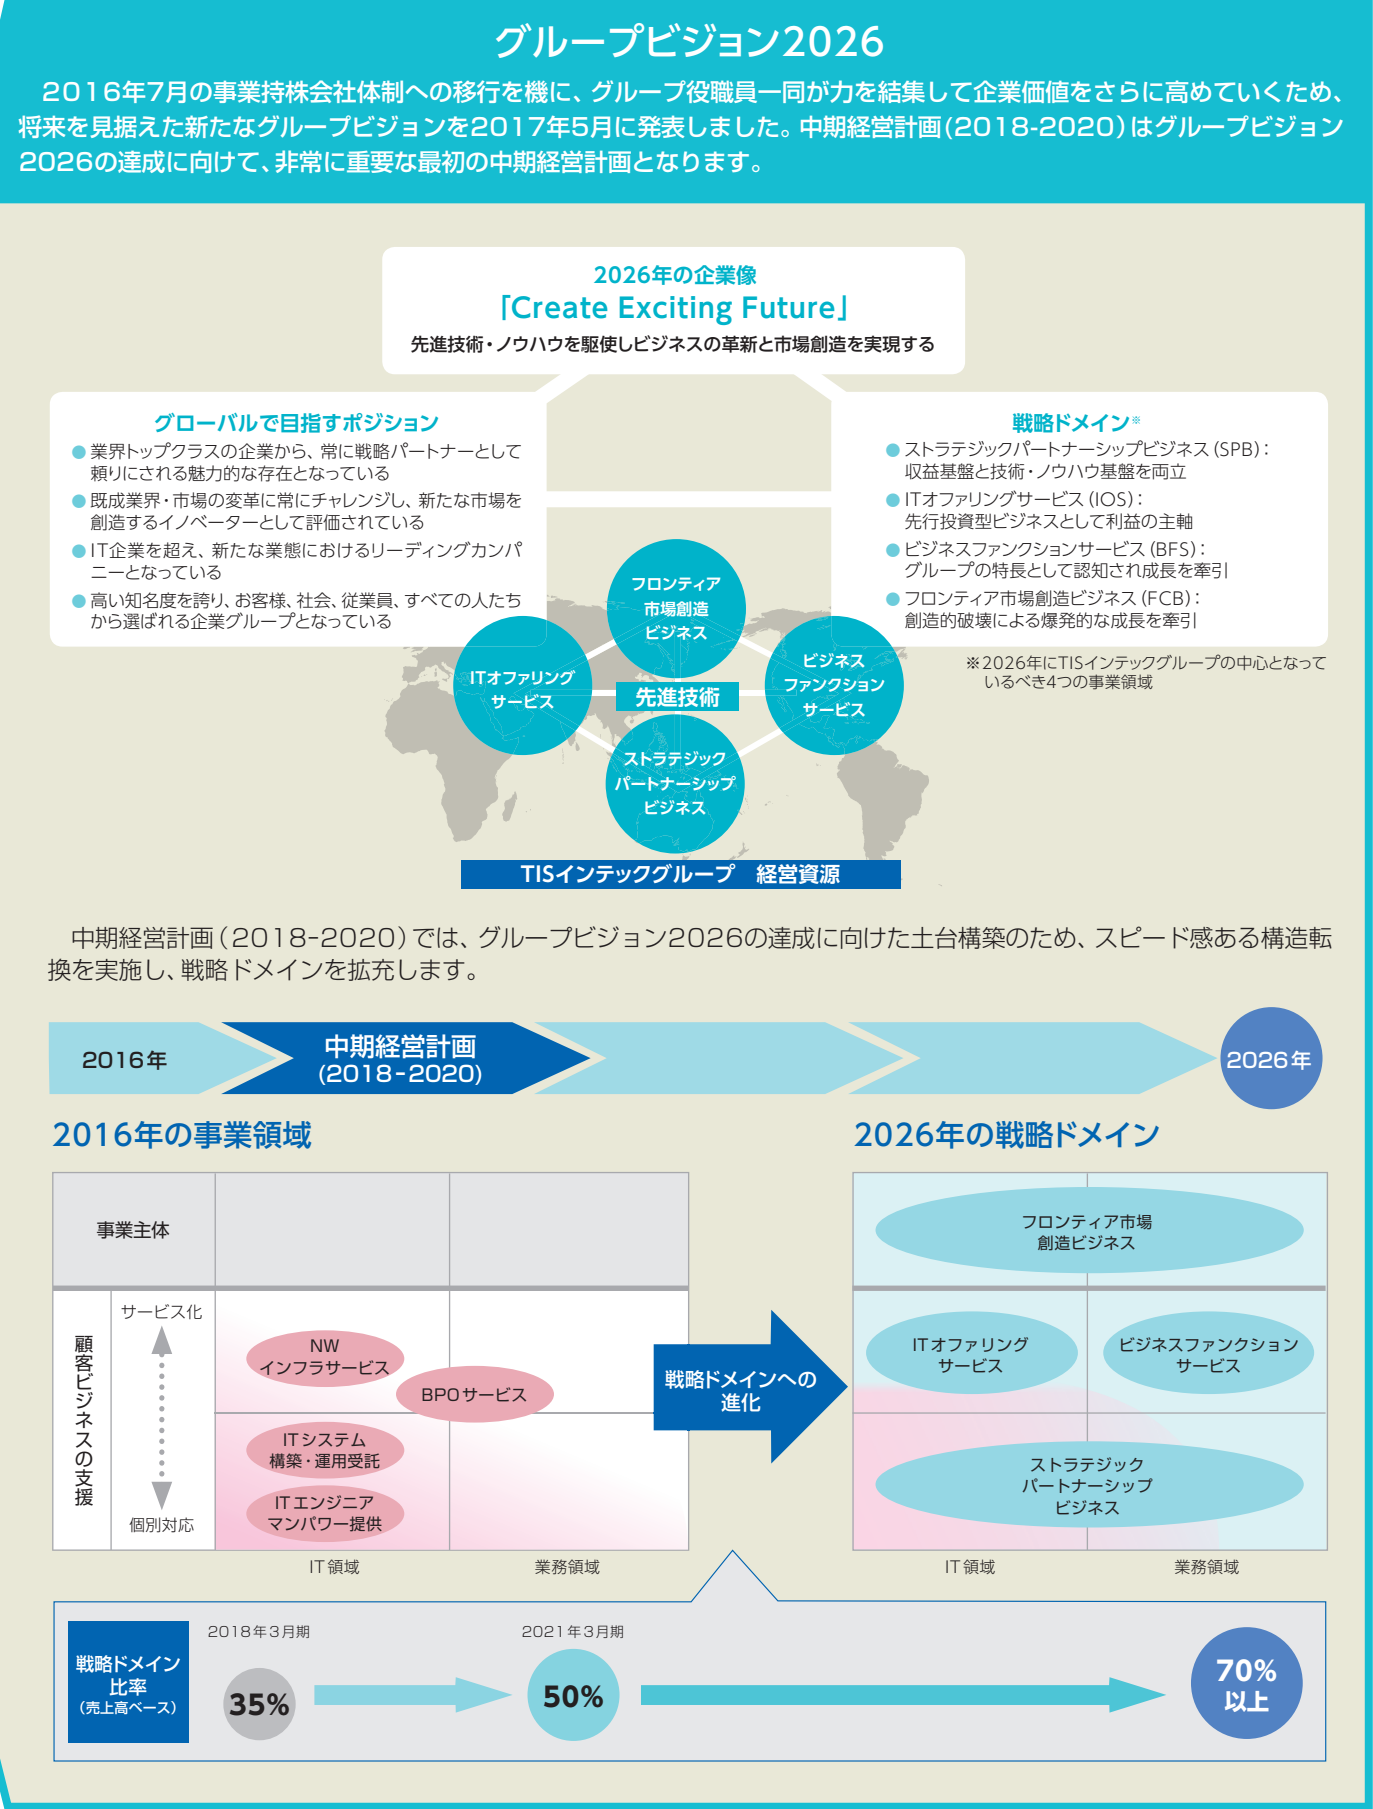 グループビジョン2026
2016年7月の事業持株会社体制への移行を機に、グループ役職員一同が力を結集して企業価値をさらに高めていくため、
将来を見据えた新たなグループビジョンを2017年5月に発表しました。中期経営計画（2018-2020）はグループビジョン
2026の達成に向けて、非常に重要な最初の中期経営計画となります。
2026年の企業像
「Create Exciting Future」
先進技術・ノウハウを駆使しビジネスの革新と市場創造を実現する
グローバルで目指すポジション
● 業界トップクラスの企業から、常に戦略パートナーとして
頼りにされる魅力的な存在となっている
● 既成業界・市場の変革に常にチャレンジし、新たな市場を
創造するイノベーターとして評価されている
● IT企業を超え、新たな業態におけるリーディングカンパ
ニーとなっている
● 高い知名度を誇り、お客様、社会、従業員、すべての人たち
から選ばれる企業グループとなっている
戦略ドメイン※
● ストラテジックパートナーシップビジネス（SPB）：
収益基盤と技術・ノウハウ基盤を両立
● ITオファリングサービス（IOS）：
先行投資型ビジネスとして利益の主軸
● ビジネスファンクションサービス（BFS）：
グループの特長として認知され成長を牽引
● フロンティア市場創造ビジネス（FCB）：
創造的破壊による爆発的な成長を牽引
※2026年にTISインテックグループの中心となって
いるべき4つの事業領域
フロンティア
市場創造
ビジネス
ITオファリング
サービス
先進技術
ビジネス
ファンクション
サービス
ストラテジック
パートナーシップ
ビジネス
TISインテックグループ　経営資源
中期経営計画（2018-2020）では、グループビジョン2026の達成に向けた土台構築のため、スピード感ある構造転
換を実施し、戦略ドメインを拡充します。
2016年
中期経営計画
(2018-2020)
2026年
2016年の事業領域
事業主体
顧客ビジネスの支援
サービス化
個別対応
NW
インフラサービス
BPOサービス
ITシステム
構築・運用受託
ITエンジニア
マンパワー提供
IT領域
業務領域
戦略ドメインへの
進化
2026年の戦略ドメイン
フロンティア市場
創造ビジネス
ITオファリング
サービス
ビジネスファンクション
サービス
ストラテジック
パートナーシップ
ビジネス
IT領域
業務領域
戦略ドメイン
比率
（売上高ベース）
2018年3月期
35%
2021年3月期
50%
70%
以上